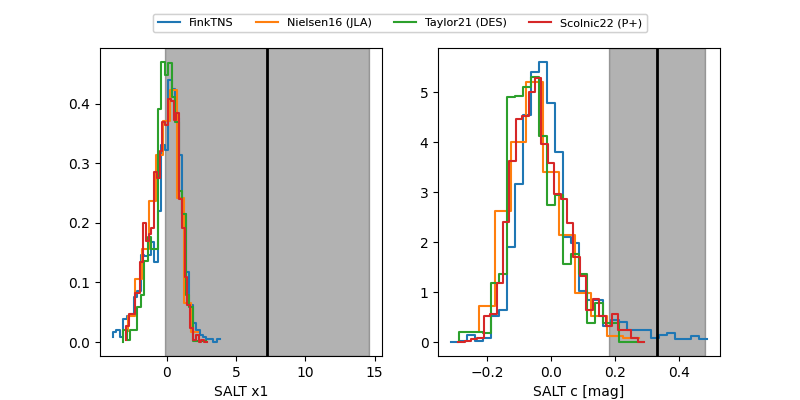 FinkTNS Nielsen16 (JLA) Taylor21 (DES) Scolnic22 (P+)
0.4
0.3
0.2
0.1
0.0
0 5 10 15
SALT x1
5
4
3
2
1
0
−0.2 0.0 0.2 0.4
SALT c [mag]